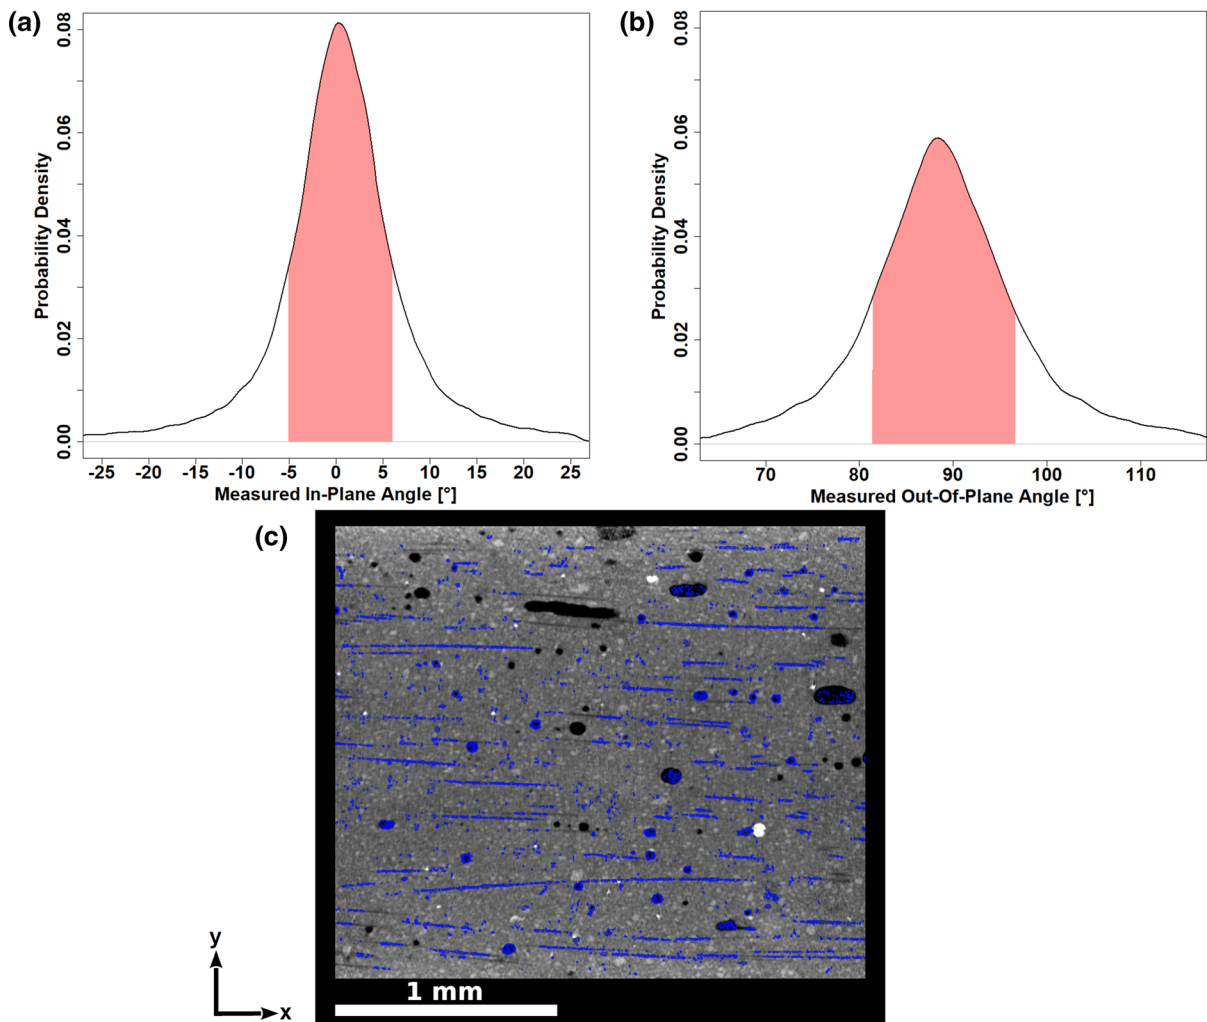 (a)
Probability Density
0.08
0.06
0.04
0.02
0.00
-25 -20 -15 -10 -5 0 5 10 15 20 25
Measured In-Plane Angle [°]
(b)
Probability Density
0.08
0.06
0.04
0.02
0.00
70 80 90 100 110
Measured Out-Of-Plane Angle [°]
(c)
y
x
1 mm